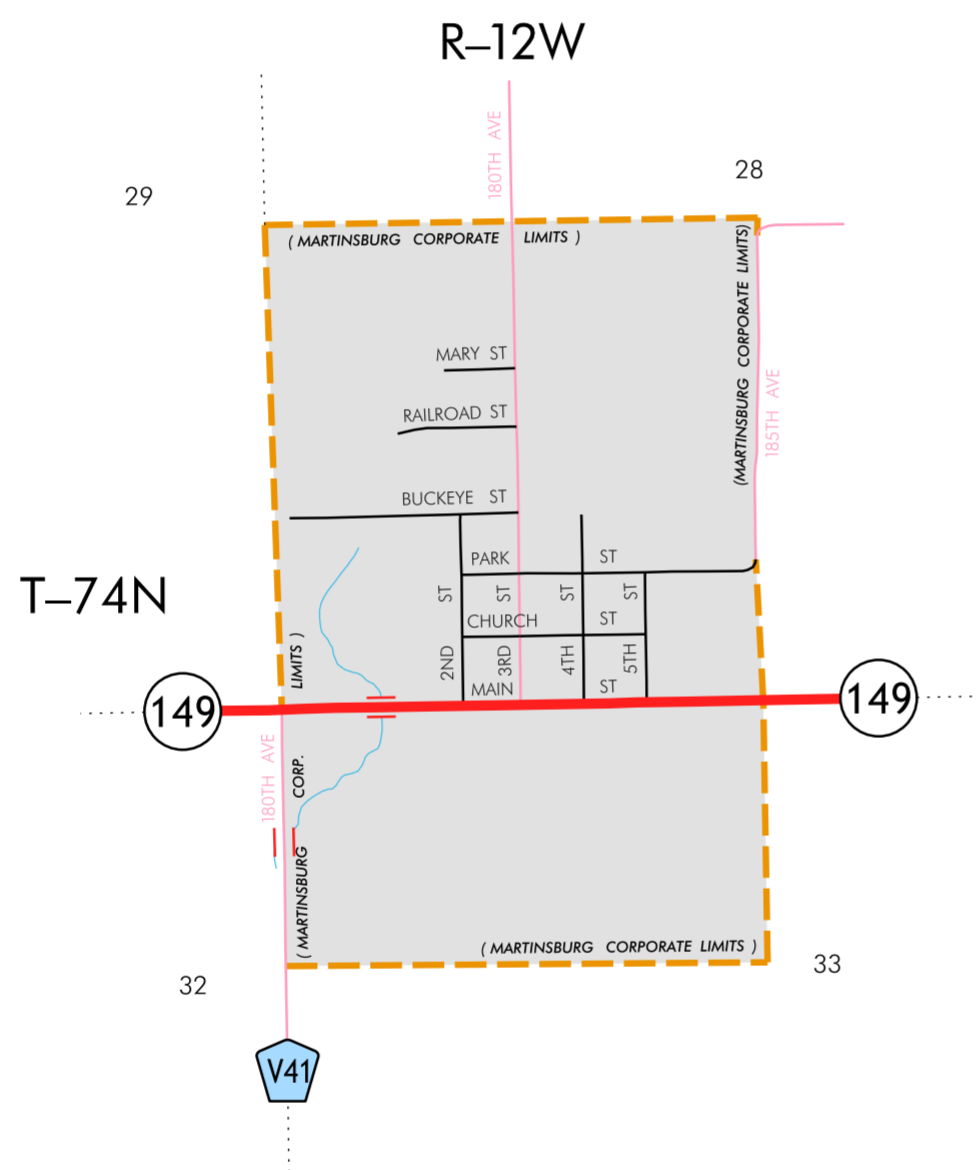 R–12W
180TH AVE
28
29
( MARTINSBURG CORPORATE LIMITS )
(MARTINSBURG CORPORATE LIMITS)
MARY ST
185TH AVE
RAILROAD ST
BUCKEYE ST
PARK ST
T–74N
2ND ST
3RD ST
4TH ST
5TH ST
CHURCH ST
MAIN ST
149
149
180TH AVE
( MARTINSBURG CORP. LIMITS )
( MARTINSBURG CORPORATE LIMITS )
33
32
V41